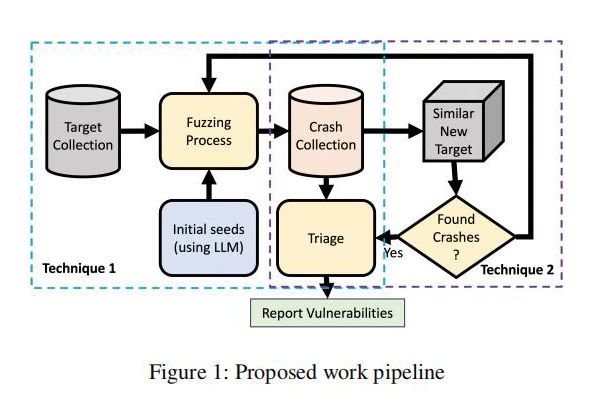 Target
Collection
Fuzzing
Process
Crash
Collection
Similar
New
Target
Initial seeds
(using LLM)
Triage
Found
Crashes
?
Yes
Technique 1
Technique 2
Report Vulnerabilities
Figure 1: Proposed work pipeline